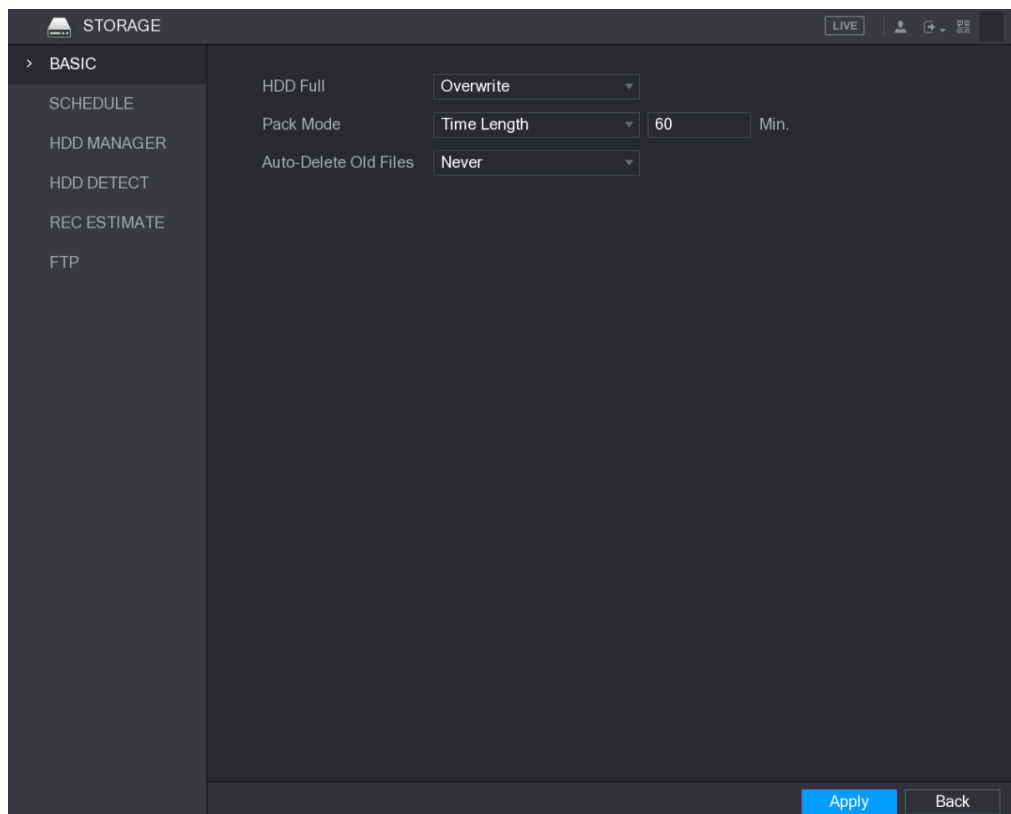 STORAGE LIVE
BASIC
SCHEDULE
HDD MANAGER
HDD DETECT
REC ESTIMATE
FTP
HDD Full Overwrite
Pack Mode Time Length 60 Min.
Auto-Delete Old Files Never
Apply Back